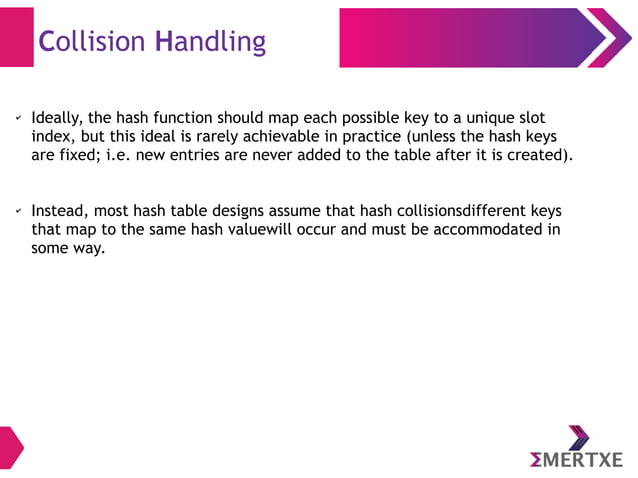 Collision Handling
✔ Ideally, the hash function should map each possible key to a unique slot
index, but this ideal is rarely achievable in practice (unless the hash keys
are fixed; i.e. new entries are never added to the table after it is created).
✔ Instead, most hash table designs assume that hash collisionsdifferent keys
that map to the same hash valuewill occur and must be accommodated in
some way.
EMERTXE